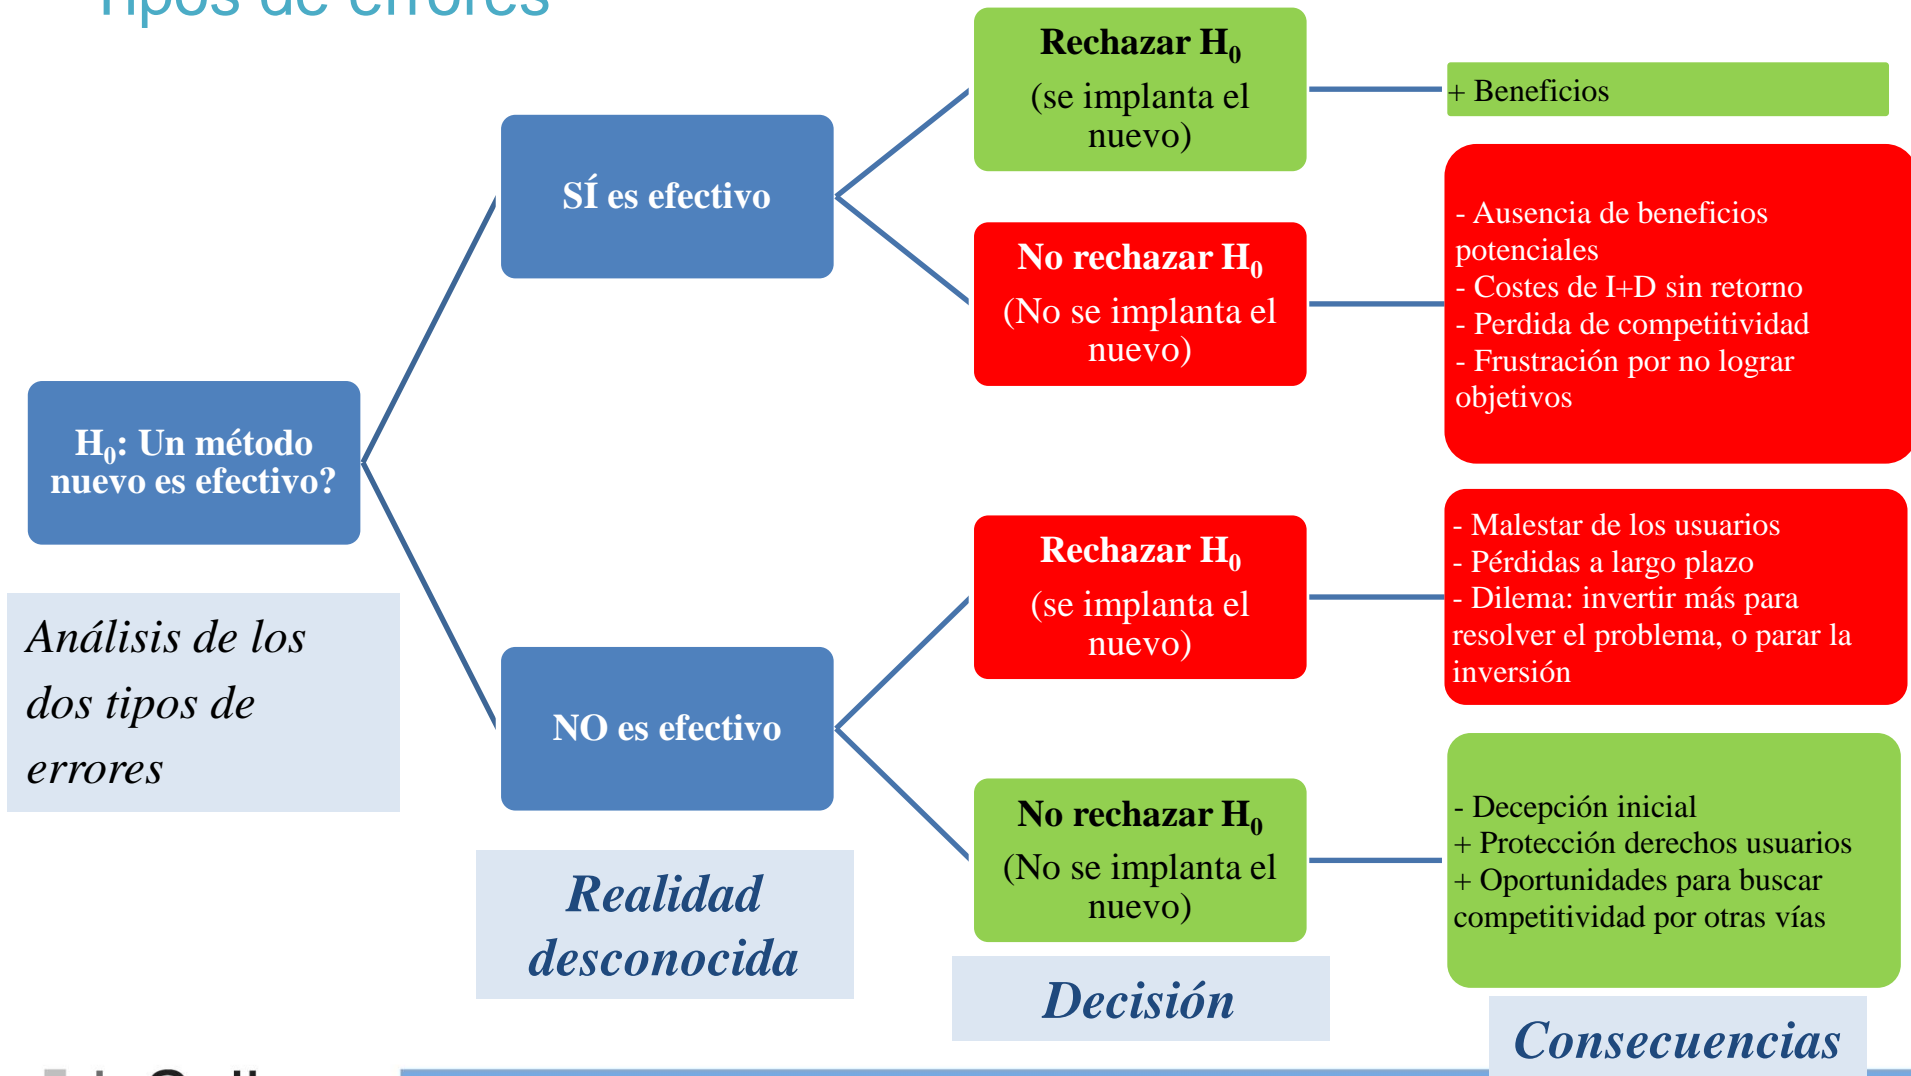 Tipos de errores
H₀: Un método
nuevo es efectivo?
Análisis de los
dos tipos de
errores
SÍ es efectivo
NO es efectivo
Realidad
desconocida
Rechazar H₀
(se implanta el
nuevo)
No rechazar H₀
(No se implanta el
nuevo)
Rechazar H₀
(se implanta el
nuevo)
No rechazar H₀
(No se implanta el
nuevo)
Decisión
+ Beneficios
- Ausencia de beneficios
potenciales
- Costes de I+D sin retorno
- Perdida de competitividad
- Frustración por no lograr
objetivos
- Malestar de los usuarios
- Pérdidas a largo plazo
- Dilema: invertir más para
resolver el problema, o parar la
inversión
- Decepción inicial
+ Protección derechos usuarios
+ Oportunidades para buscar
competitividad por otras vías
Consecuencias